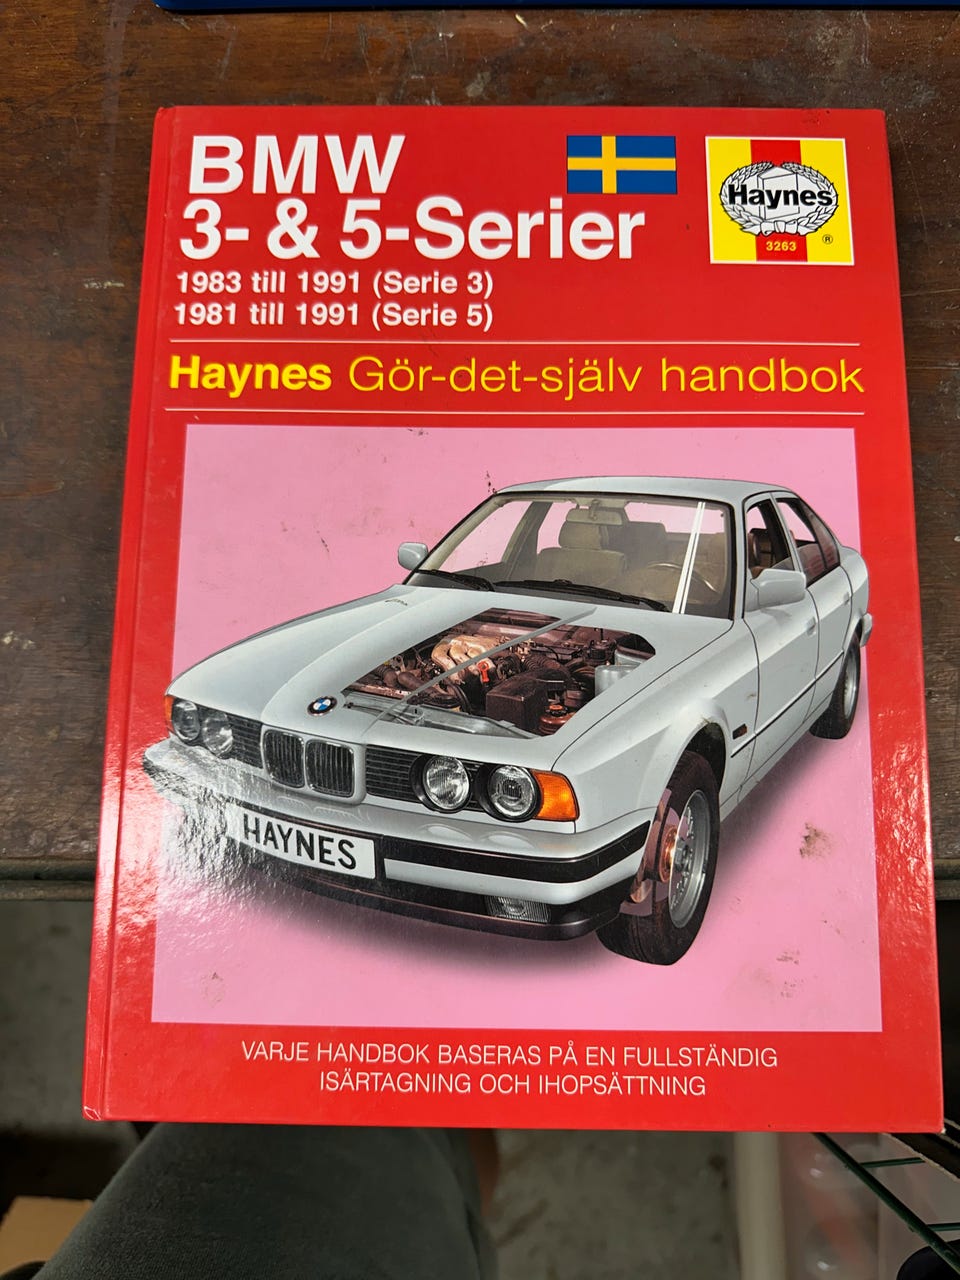 BMW
3- & 5-Serier
1983 till 1991 (Serie 3)
1981 till 1991 (Serie 5)
Haynes
3263
®
Haynes Gör-det-själv handbok
HAYNES
VARJE HANDBOK BASERAS PÅ EN FULLSTÄNDIG
ISÄRTAGNING OCH IHOPSÄTTNING